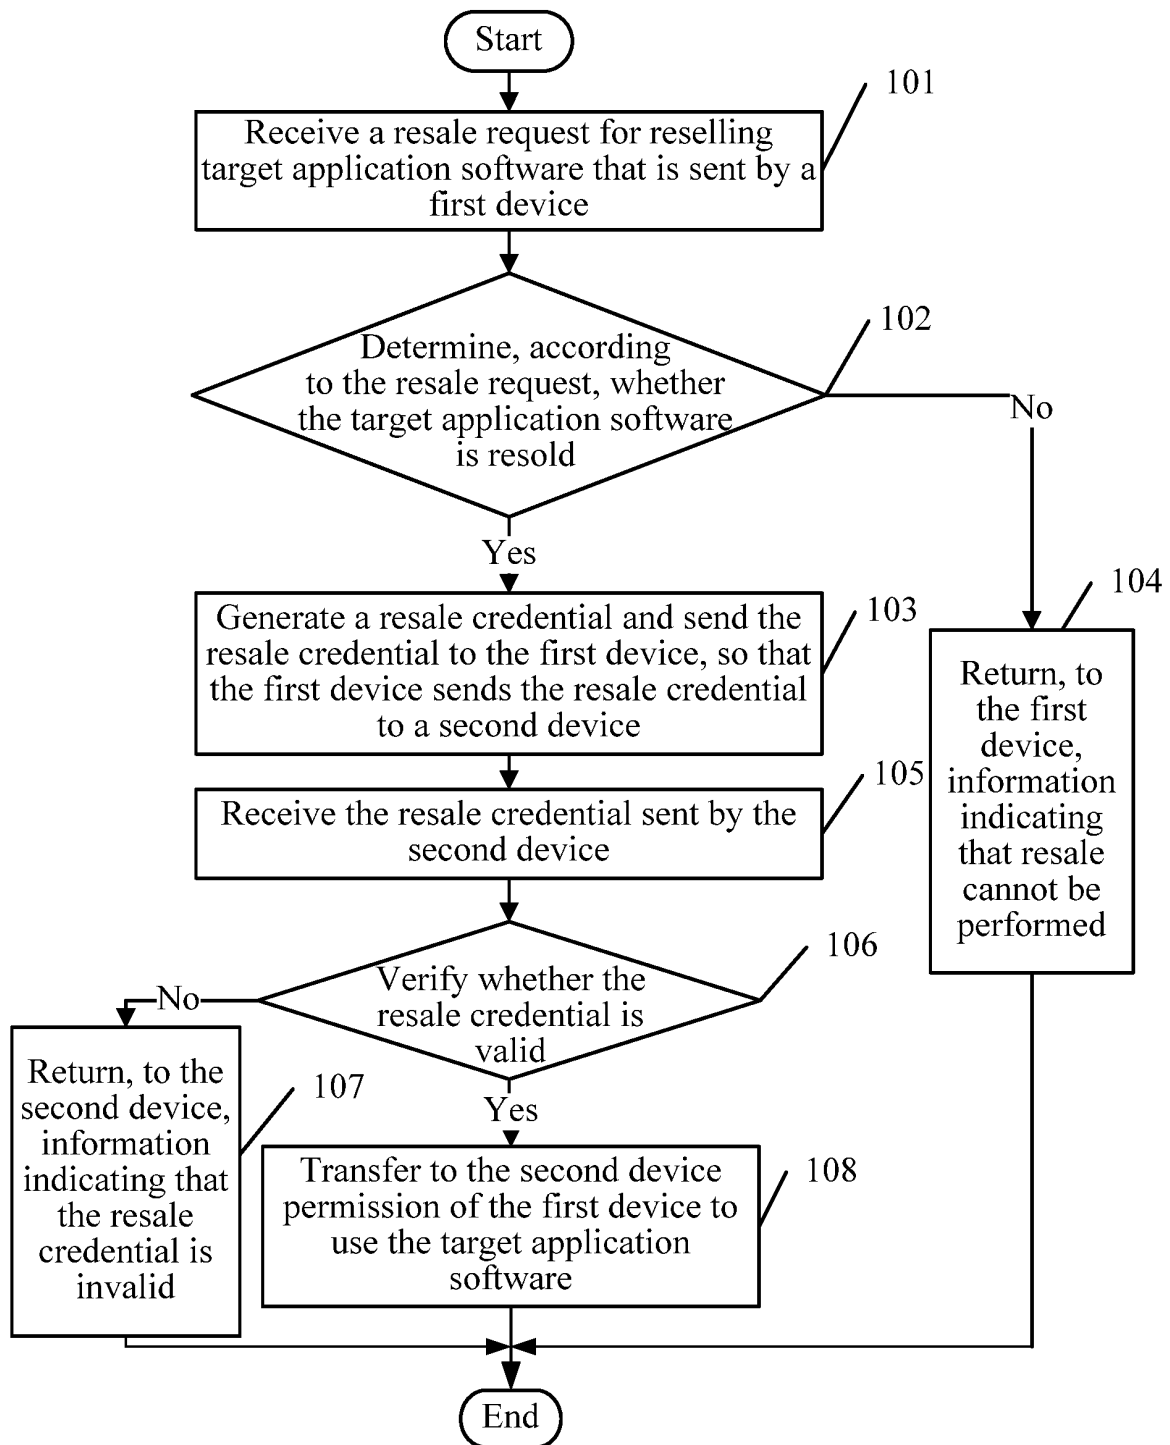 Start
101
Receive a resale request for reselling
target application software that is sent by a
first device
102
Determine, according
to the resale request, whether
the target application software
is resold
No
Yes
104
103
Generate a resale credential and send the
resale credential to the first device, so that
the first device sends the resale credential
to a second device
Return, to
the first
device,
information
indicating
that resale
cannot be
performed
105
Receive the resale credential sent by the
second device
106
Verify whether the
resale credential is
valid
No
Yes
107
Return, to the
second device,
information
indicating that
the resale
credential is
invalid
108
Transfer to the second device
permission of the first device to
use the target application
software
End